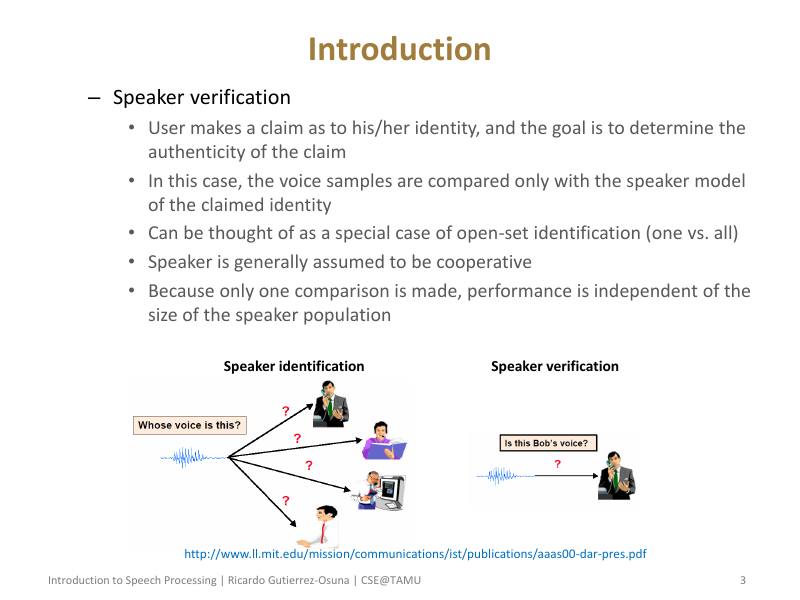 Introduction
– Speaker verification
• User makes a claim as to his/her identity, and the goal is to determine the
authenticity of the claim
• In this case, the voice samples are compared only with the speaker model
of the claimed identity
• Can be thought of as a special case of open-set identification (one vs. all)
• Speaker is generally assumed to be cooperative
• Because only one comparison is made, performance is independent of the
size of the speaker population
Speaker identification
Whose voice is this?
?
?
?
?
Speaker verification
Is this Bob's voice?
?
http://www.ll.mit.edu/mission/communications/ist/publications/aaas00-dar-pres.pdf
Introduction to Speech Processing | Ricardo Gutierrez-Osuna | CSE@TAMU
3